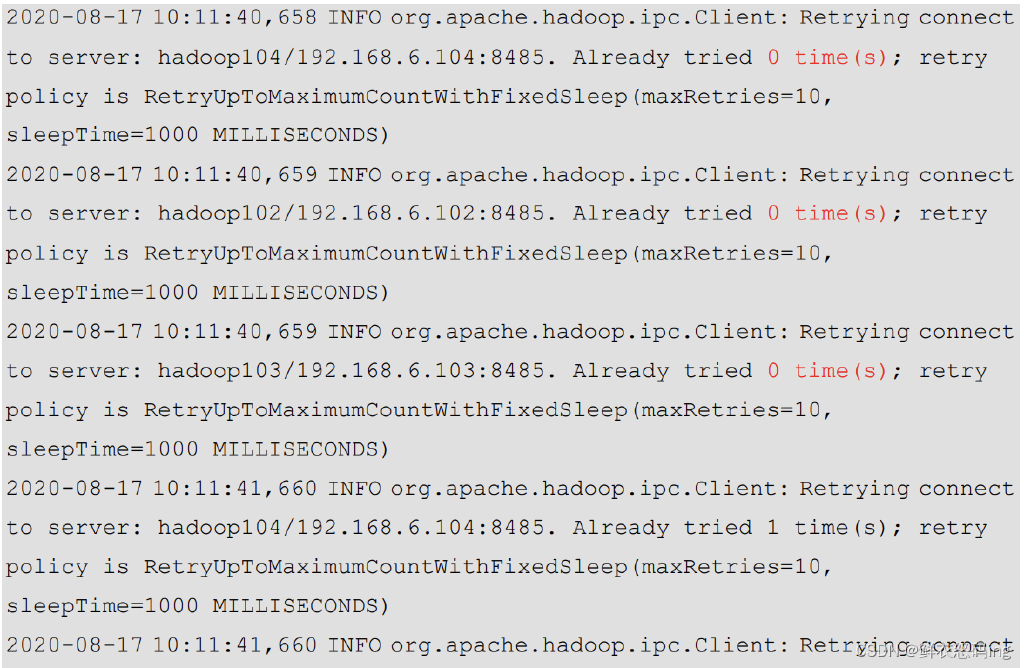 2020-08-17 10:11:40,658 INFO org.apache.hadoop.ipc.Client: Retrying connect
to server: hadoop104/192.168.6.104:8485. Already tried 0 time(s); retry
policy is RetryUpToMaximumCountWithFixedSleep(maxRetries=10,
sleepTime=1000 MILLISECONDS)
2020-08-17 10:11:40,659 INFO org.apache.hadoop.ipc.Client: Retrying connect
to server: hadoop102/192.168.6.102:8485. Already tried 0 time(s); retry
policy is RetryUpToMaximumCountWithFixedSleep(maxRetries=10,
sleepTime=1000 MILLISECONDS)
2020-08-17 10:11:40,659 INFO org.apache.hadoop.ipc.Client: Retrying connect
to server: hadoop103/192.168.6.103:8485. Already tried 0 time(s); retry
policy is RetryUpToMaximumCountWithFixedSleep(maxRetries=10,
sleepTime=1000 MILLISECONDS)
2020-08-17 10:11:41,660 INFO org.apache.hadoop.ipc.Client: Retrying connect
to server: hadoop104/192.168.6.104:8485. Already tried 1 time(s); retry
policy is RetryUpToMaximumCountWithFixedSleep(maxRetries=10,
sleepTime=1000 MILLISECONDS)
2020-08-17 10:11:41,660 INFO org.apache.hadoop.ipc.Client: Retrying connect
CSDN